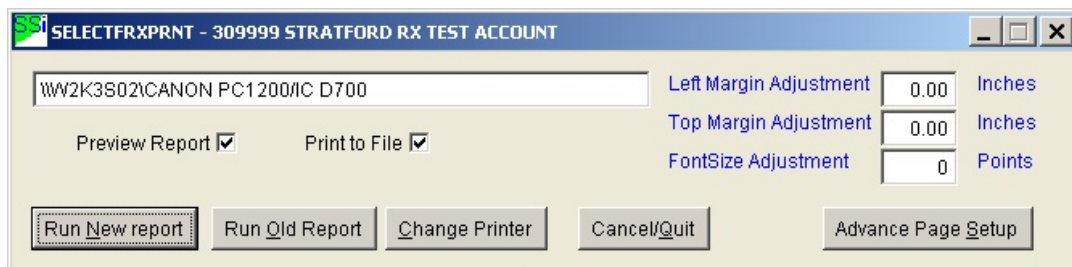 SSi SELECTFRXPRNT - 309999 STRATFORD RX TEST ACCOUNT
\\W2K3S02\CANON PC1200/IC D700
Left Margin Adjustment 0.00 Inches
Preview Report Print to File
Top Margin Adjustment 0.00 Inches
FontSize Adjustment 0 Points
Run New report Run Old Report Change Printer Cancel/Quit Advance Page Setup